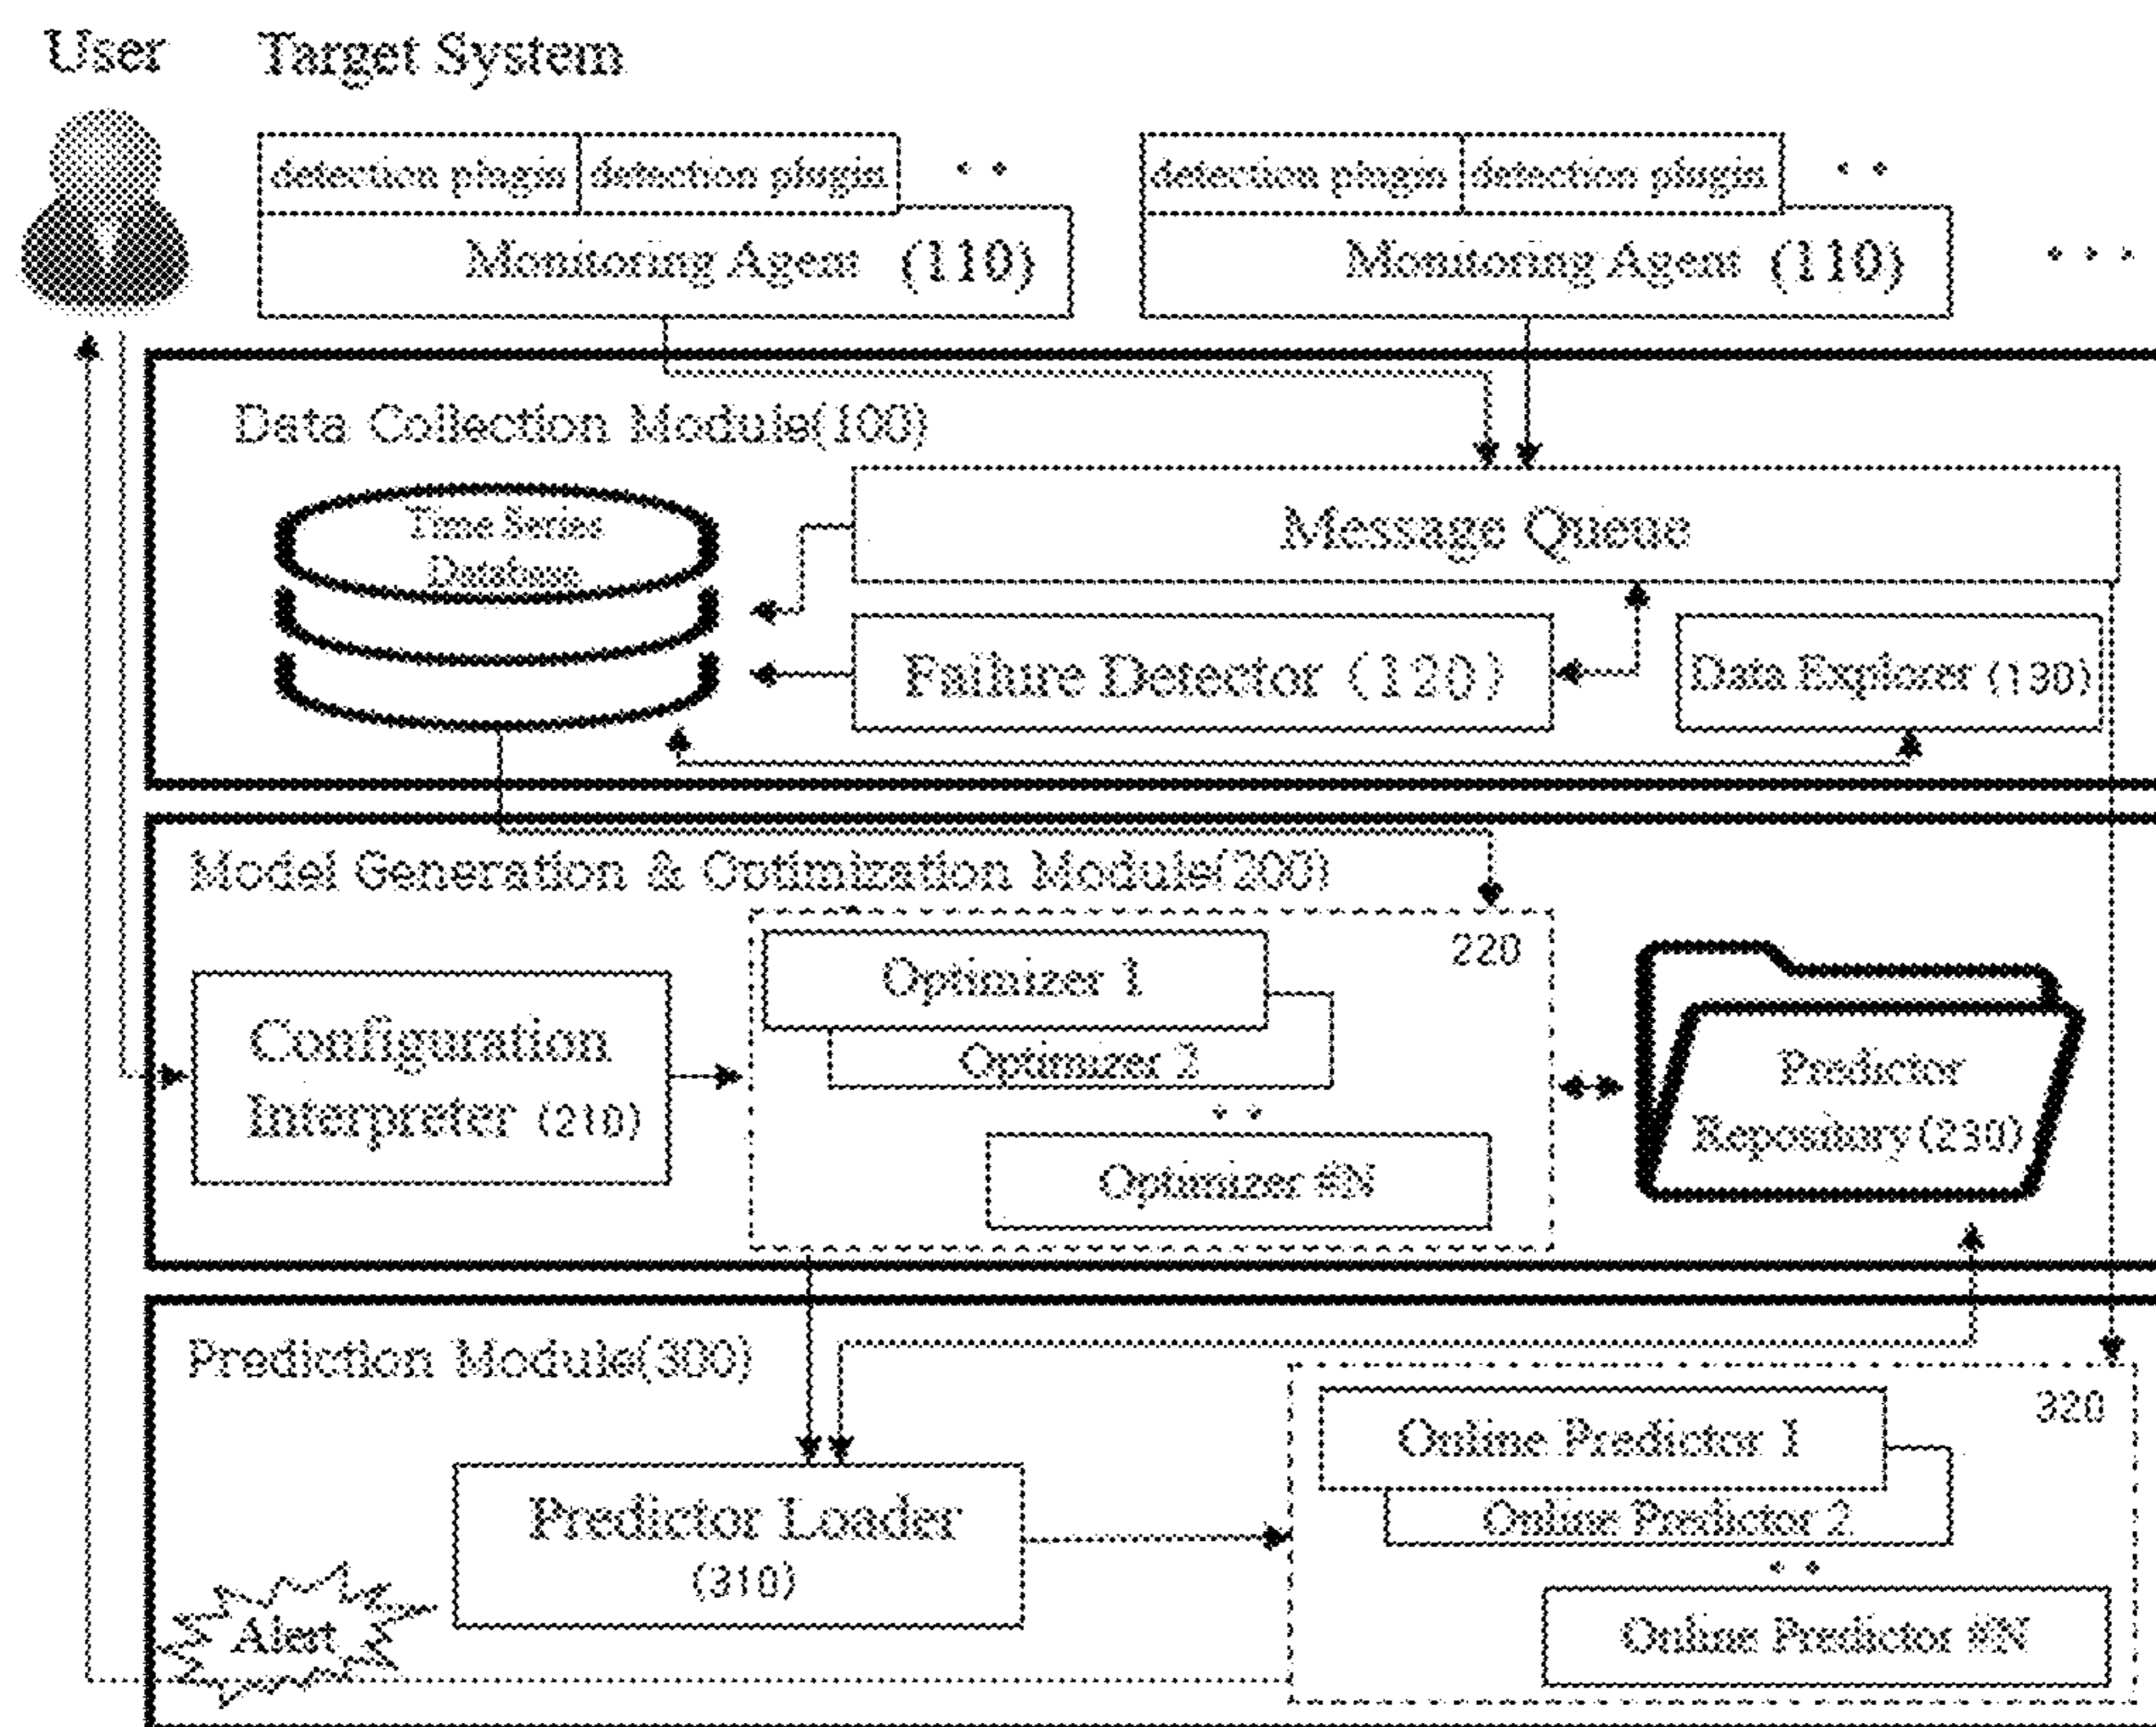 User Target System
detection plugin detection plugin
detection plugin detection plugin
Monitoring Agent (110)
Monitoring Agent (110)
Data Collection Module(100)
Time Series
Database
Message Queue
Failure Detector (120)
Data Explorer (130)
Model Generation & Optimization Module(200)
220
Optimizer 1
Optimizer 2
Optimizer #N
Configuration
Interpreter (210)
Predictor
Repository (230)
Prediction Module(300)
320
Online Predictor 1
Online Predictor 2
Online Predictor #N
Predictor Loader
(310)
Alert